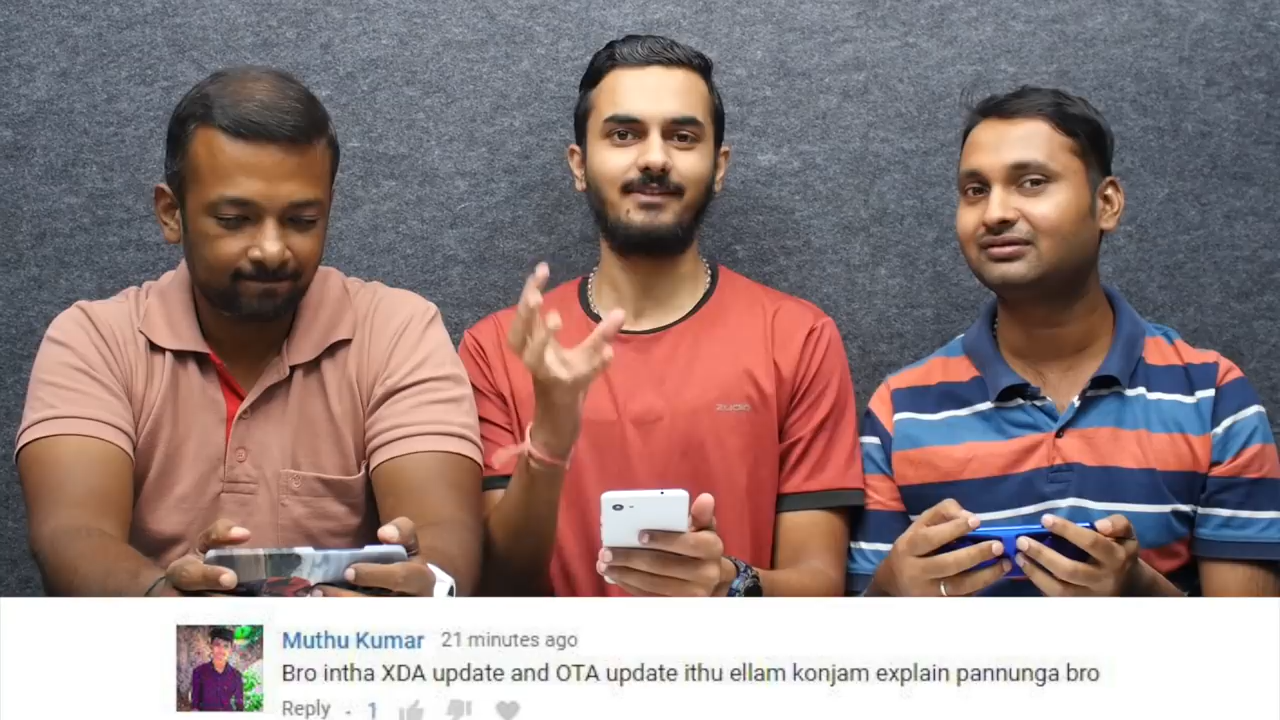 ZUDIO
Muthu Kumar 21 minutes ago
Bro intha XDA update and OTA update ithu ellam konjam explain pannunga bro
Reply · 1